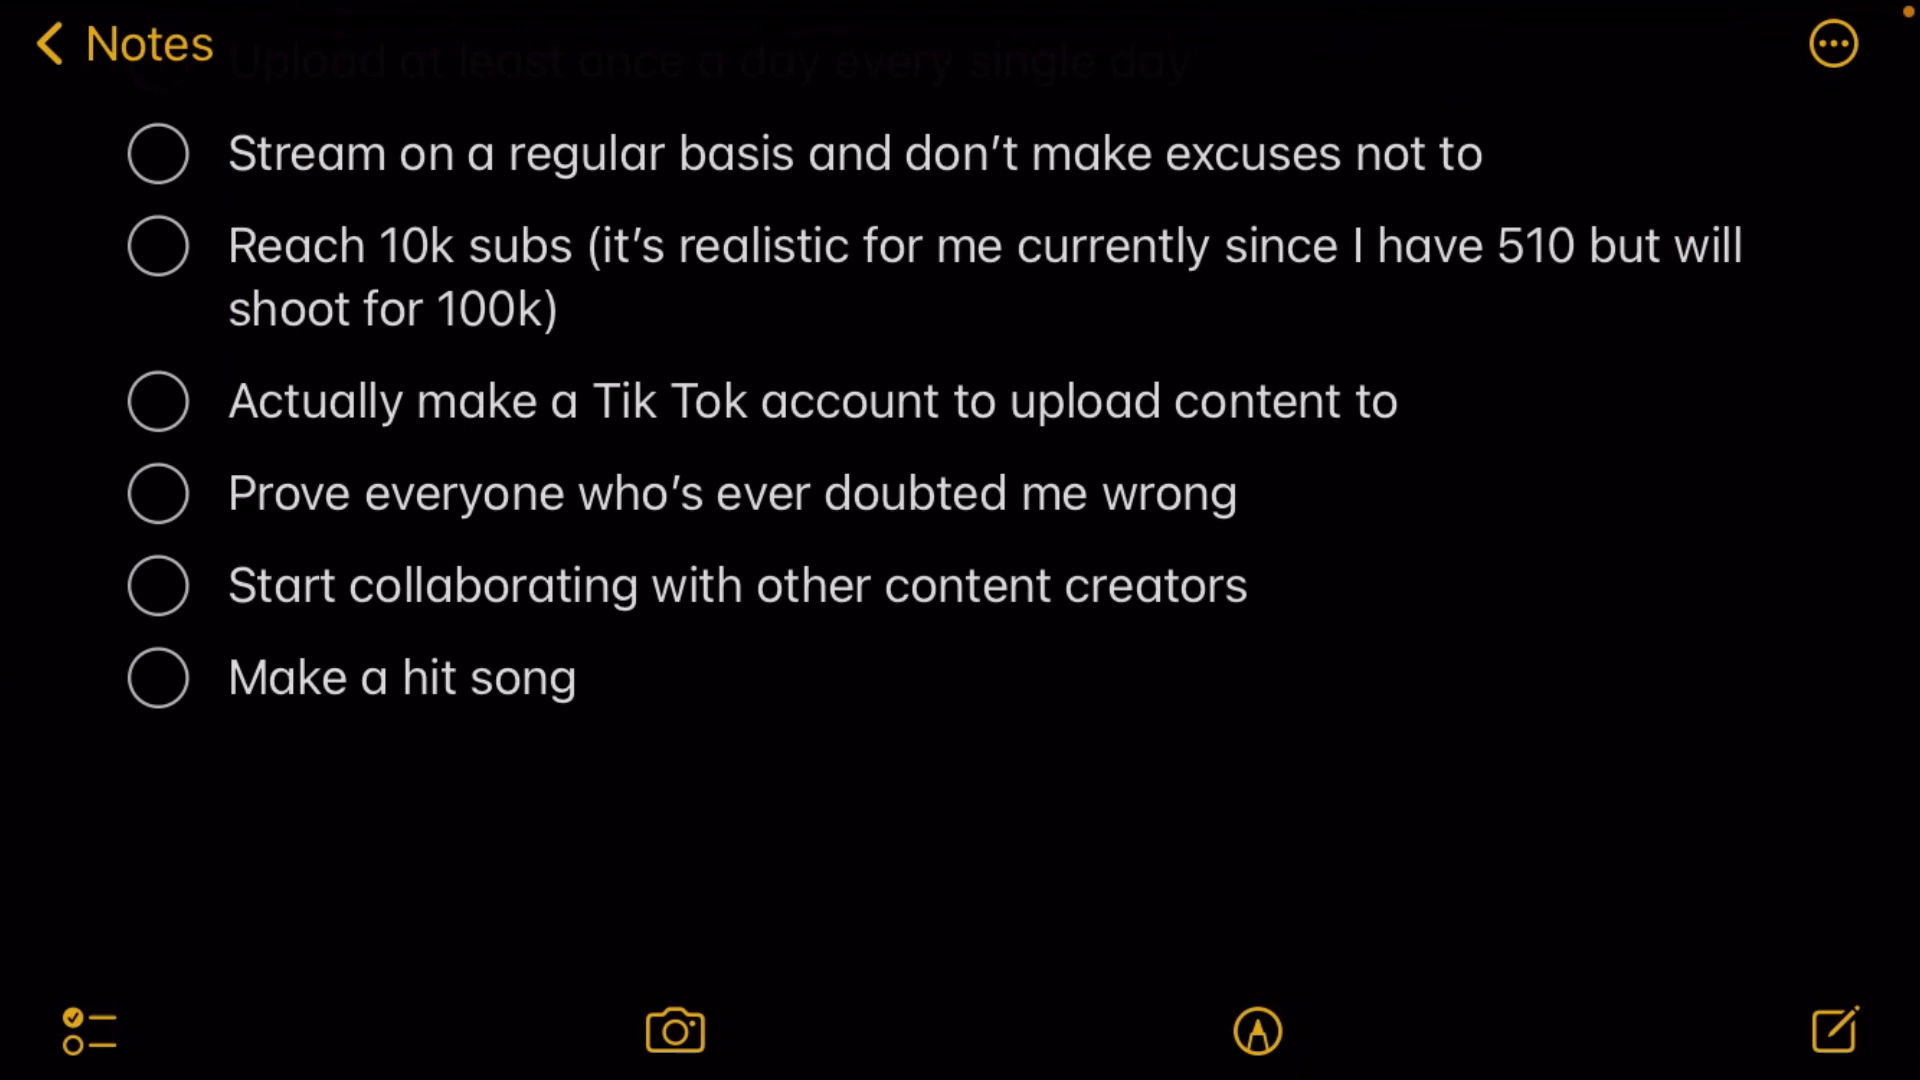 Notes
Upload at least once a day every single day
Stream on a regular basis and don’t make excuses not to
Reach 10k subs (it’s realistic for me currently since I have 510 but will
shoot for 100k)
Actually make a Tik Tok account to upload content to
Prove everyone who’s ever doubted me wrong
Start collaborating with other content creators
Make a hit song